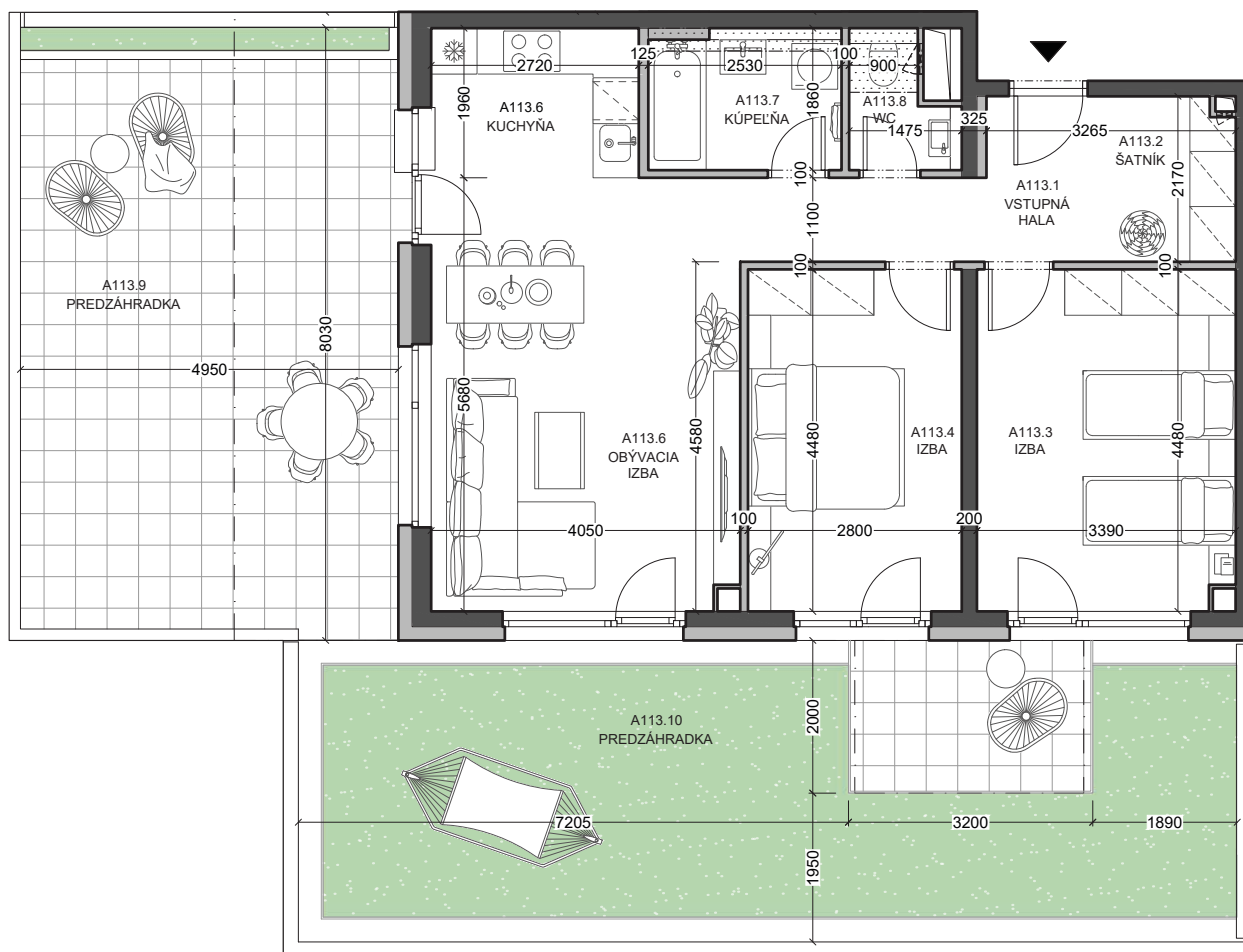 2720
125
2530
100
900
1960
A113.6
KUCHYŇA
A113.7
KÚPEĽŇA
1860
A113.8
WC
1475
325
3265
A113.2
ŠATNÍK
2170
A113.1
VSTUPNÁ
HALA
100
1100
100
100
A113.9
PREDZÁHRADKA
8030
4950
5680
A113.6
OBÝVACIA
IZBA
4580
4480
A113.4
IZBA
A113.3
IZBA
4480
4050
100
2800
200
3390
A113.10
PREDZÁHRADKA
2000
7205
3200
1890
1950